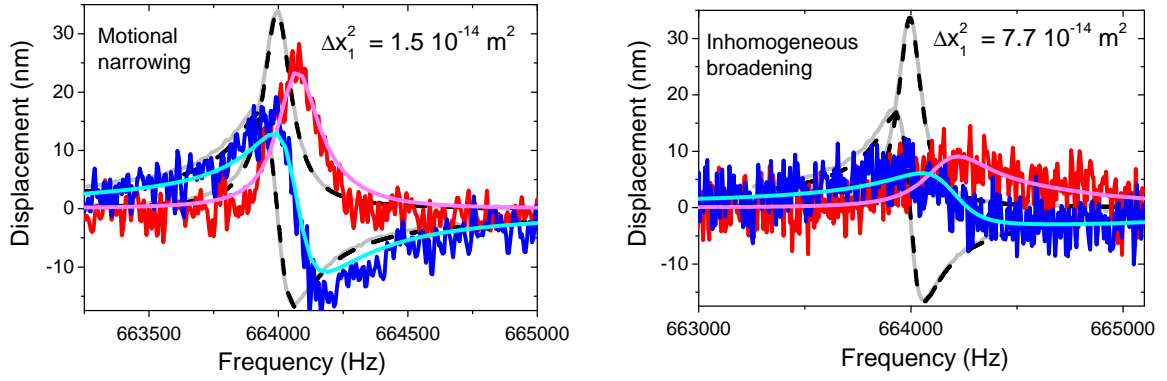 Motional
narrowing
Δx₁² = 1.5 10⁻¹⁴ m²
Displacement (nm)
30
20
10
0
-10
663500
664000
664500
665000
Frequency (Hz)
Inhomogeneous
broadening
Δx₁² = 7.7 10⁻¹⁴ m²
Displacement (nm)
30
20
10
0
-10
663000
664000
665000
Frequency (Hz)